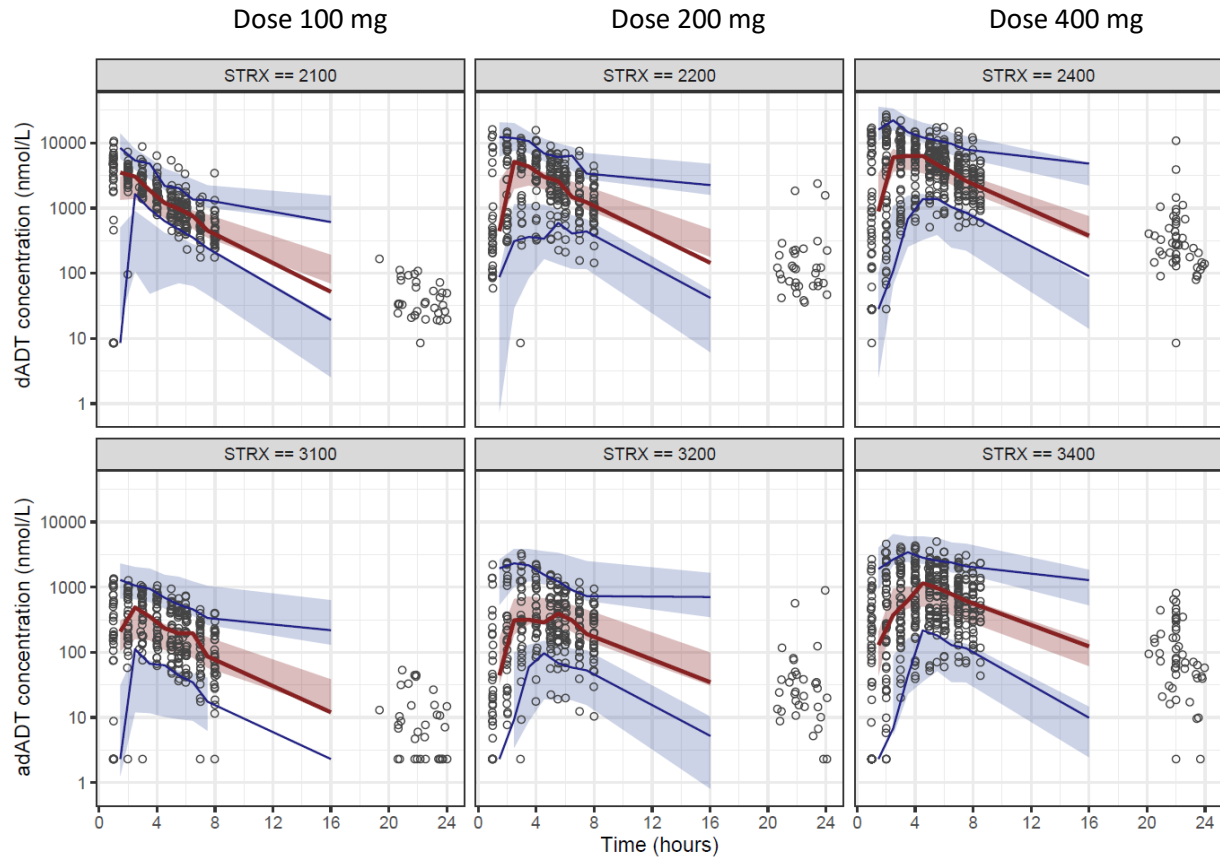 Dose 100 mg Dose 200 mg Dose 400 mg
STRX == 2100 STRX == 2200 STRX == 2400
dADT concentration (nmol/L)
10000
1000
100
10
1
STRX == 3100 STRX == 3200 STRX == 3400
adADT concentration (nmol/L)
10000
1000
100
10
1
0 4 8 12 16 20 24 0 4 8 12 16 20 24 0 4 8 12 16 20 24
Time (hours)